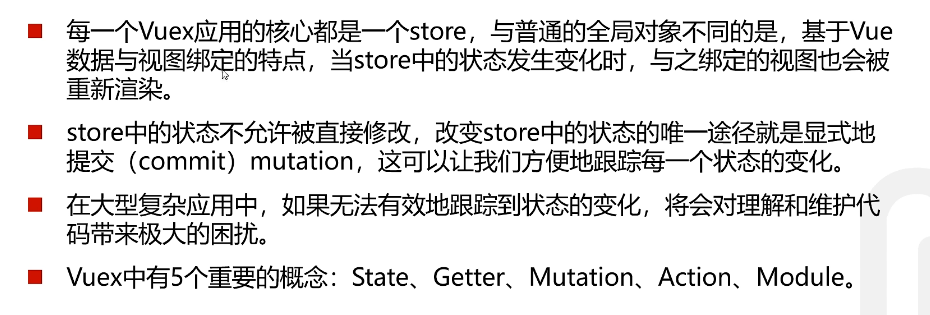 每一个Vuex应用的核心都是一个store，与普通的全局对象不同的是，基于Vue
数据与视图绑定的特点，当store中的状态发生变化时，与之绑定的视图也会被
重新渲染。
store中的状态不允许被直接修改，改变store中的状态的唯一途径就是显式地
提交（commit）mutation，这可以让我们方便地跟踪每一个状态的变化。
在大型复杂应用中，如果无法有效地跟踪到状态的变化，将会对理解和维护代
码带来极大的困扰。
Vuex中有5个重要的概念：State、Getter、Mutation、Action、Module。